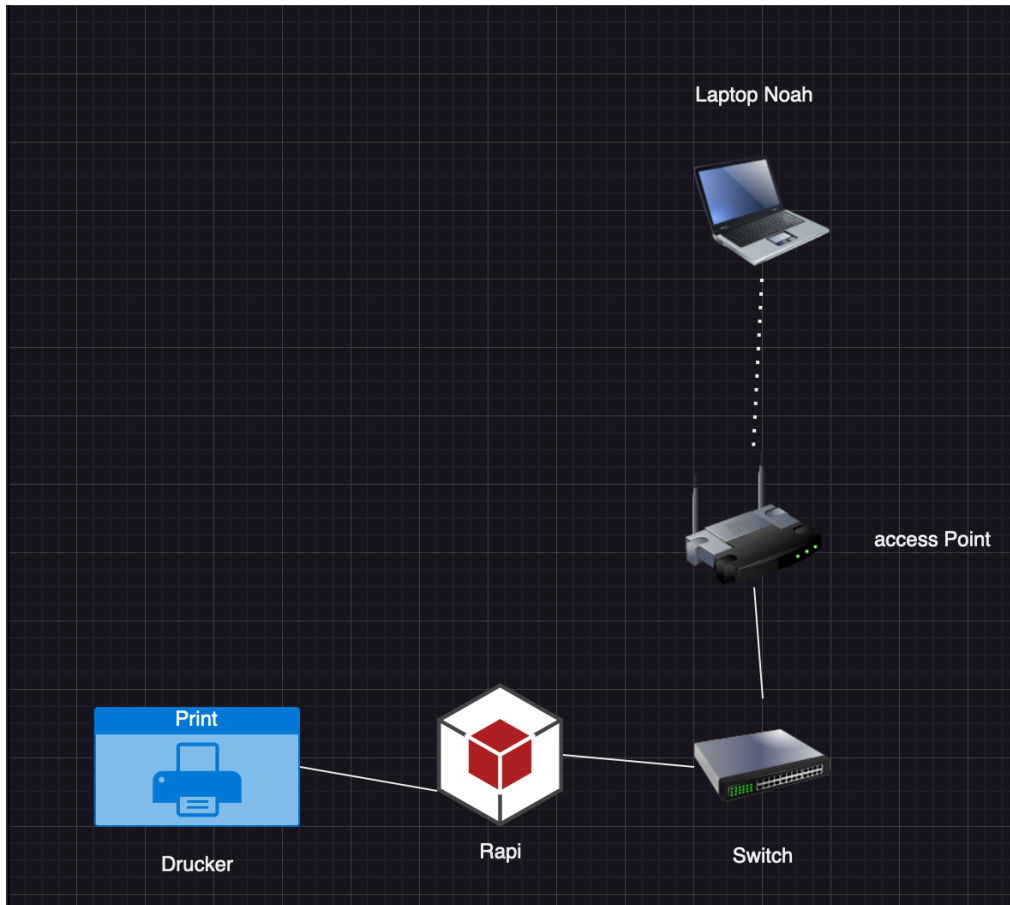 Laptop Noah
access Point
Print
Drucker
Rapi
Switch